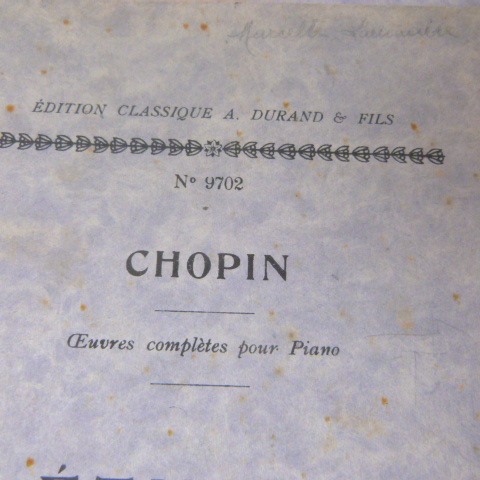 ÉDITION CLASSIQUE A. DURAND & FILS
Nº 9702
CHOPIN
Œuvres complètes pour Piano